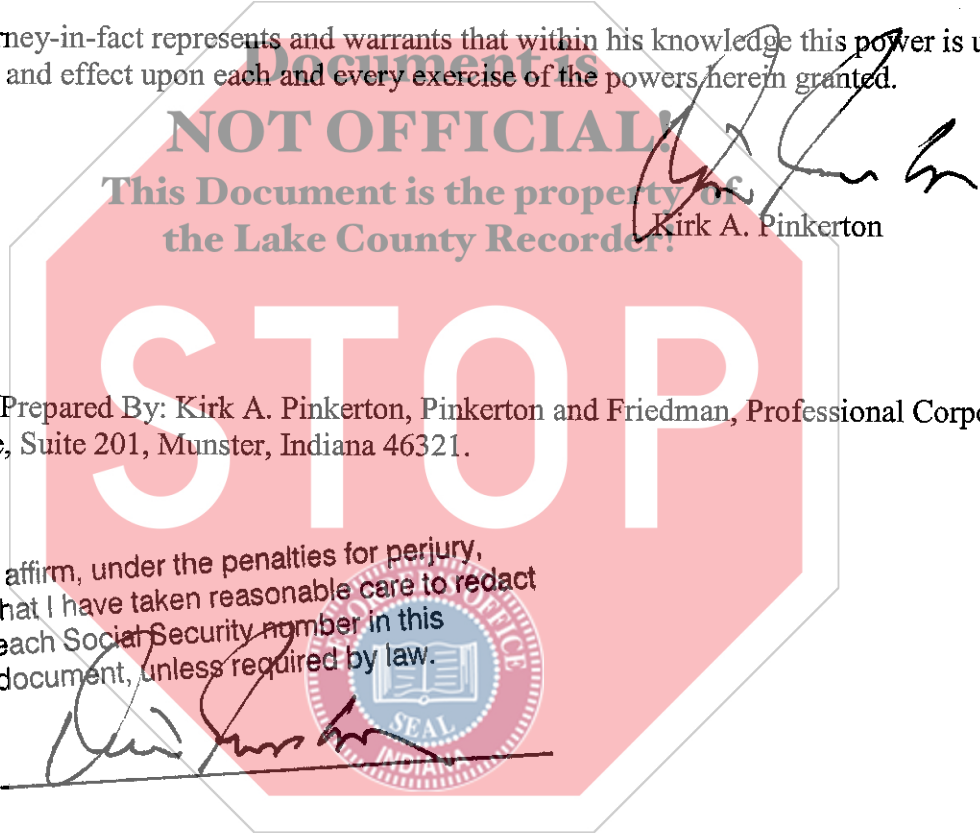 ney-in-fact represents and warrants that within his knowledge this power is u
and effect upon each and every exercise of the powers herein granted.
Document is
NOT OFFICIAL!
This Document is the property of
the Lake County Recorder!
Kirk A. Pinkerton
STOP
Prepared By: Kirk A. Pinkerton, Pinkerton and Friedman, Professional Corpo
e, Suite 201, Munster, Indiana 46321.
affirm, under the penalties for perjury,
hat I have taken reasonable care to redact
each Social Security number in this
document, unless required by law.
RECORDER'S OFFICE
SEAL
INDIANA